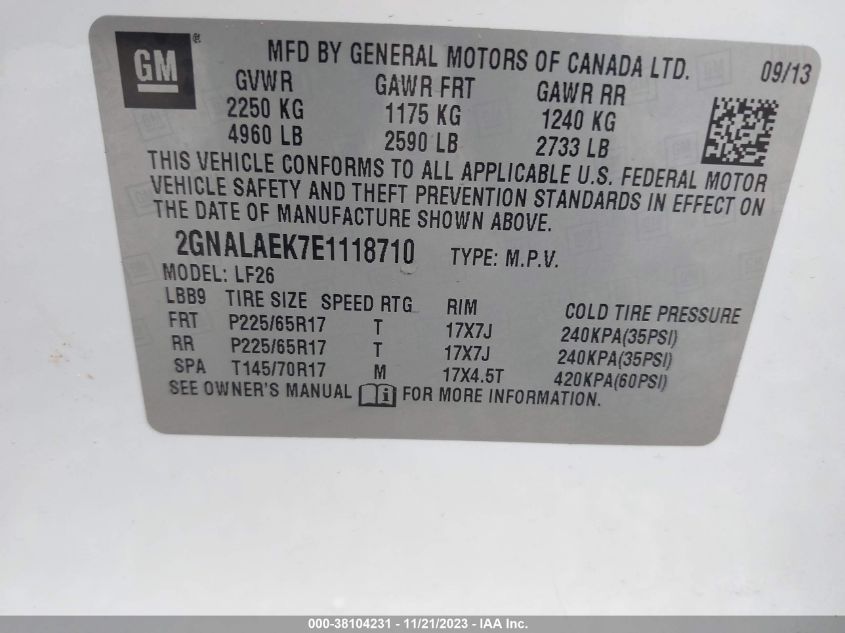 GM®
MFD BY GENERAL MOTORS OF CANADA LTD. 09/13
GVWR GAWR FRT GAWR RR
2250 KG 1175 KG 1240 KG
4960 LB 2590 LB 2733 LB
THIS VEHICLE CONFORMS TO ALL APPLICABLE U.S. FEDERAL MOTOR
VEHICLE SAFETY AND THEFT PREVENTION STANDARDS IN EFFECT ON
THE DATE OF MANUFACTURE SHOWN ABOVE.
2GNALAEK7E1118710 TYPE: M.P.V.
MODEL: LF26
LBB9 TIRE SIZE SPEED RTG RIM COLD TIRE PRESSURE
FRT P225/65R17 T 17X7J 240KPA(35PSI)
RR P225/65R17 T 17X7J 240KPA(35PSI)
SPA T145/70R17 M 17X4.5T 420KPA(60PSI)
SEE OWNER'S MANUAL i FOR MORE INFORMATION.
000-38104231 - 11/21/2023 - IAA Inc.